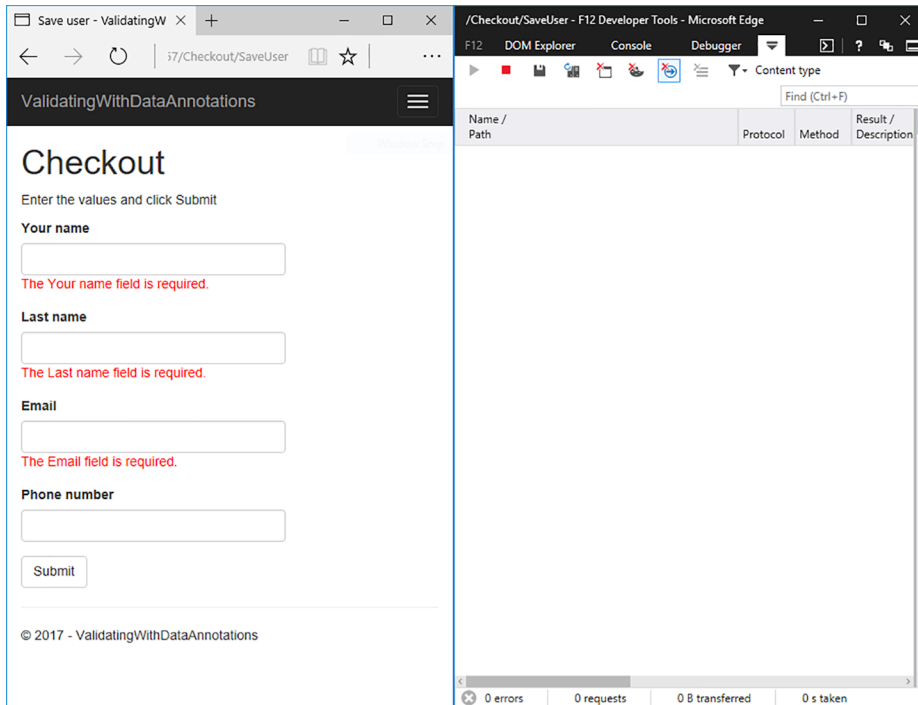 Save user - ValidatingW
57/Checkout/SaveUser
ValidatingWithDataAnnotations
Checkout
Enter the values and click Submit
Your name
The Your name field is required.
Last name
The Last name field is required.
Email
The Email field is required.
Phone number
Submit
© 2017 - ValidatingWithDataAnnotations
/Checkout/SaveUser - F12 Developer Tools - Microsoft Edge
F12 DOM Explorer Console Debugger
Content type
Find (Ctrl+F)
Name /
Path
Protocol
Method
Result /
Description
0 errors 0 requests 0 B transferred 0 s taken